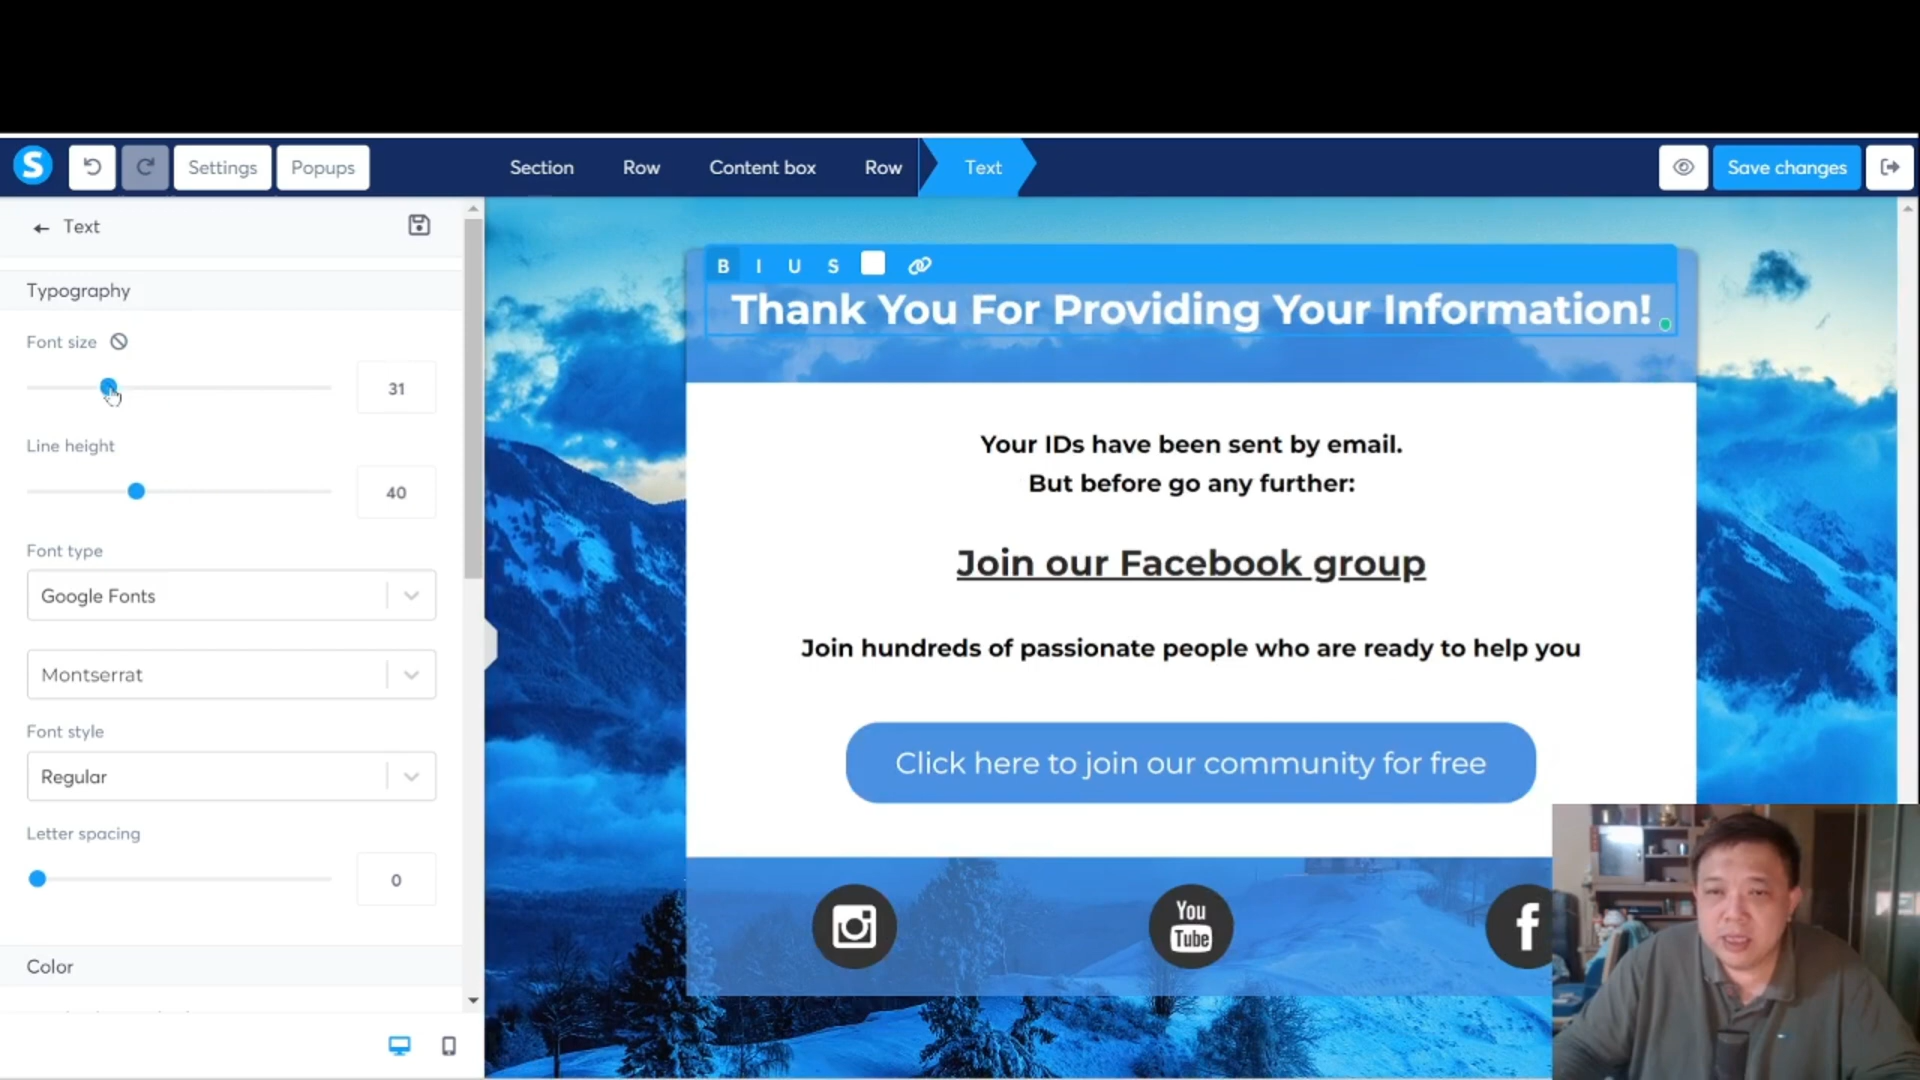 S Settings Popups Section Row Content box Row Text Save changes
Text
Typography
Font size
31
Line height
40
Font type
Google Fonts
Montserrat
Font style
Regular
Letter spacing
0
Color
B I U S
Thank You For Providing Your Information!
Your IDs have been sent by email.
But before go any further:
Join our Facebook group
Join hundreds of passionate people who are ready to help you
Click here to join our community for free
You
Tube
f